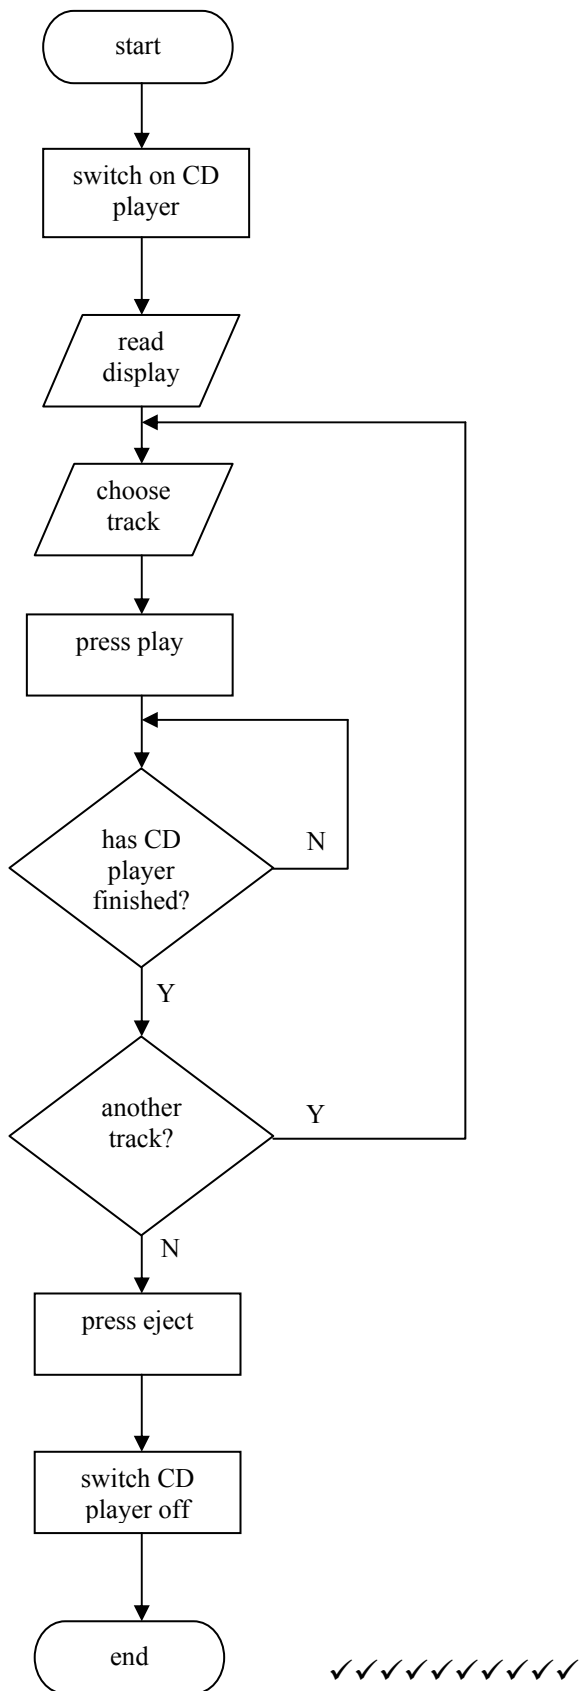 start
switch on CD
player
read
display
choose
track
press play
has CD
player
finished?
N
Y
another
track?
Y
N
press eject
switch CD
player off
end
✓✓✓✓✓✓✓✓✓✓